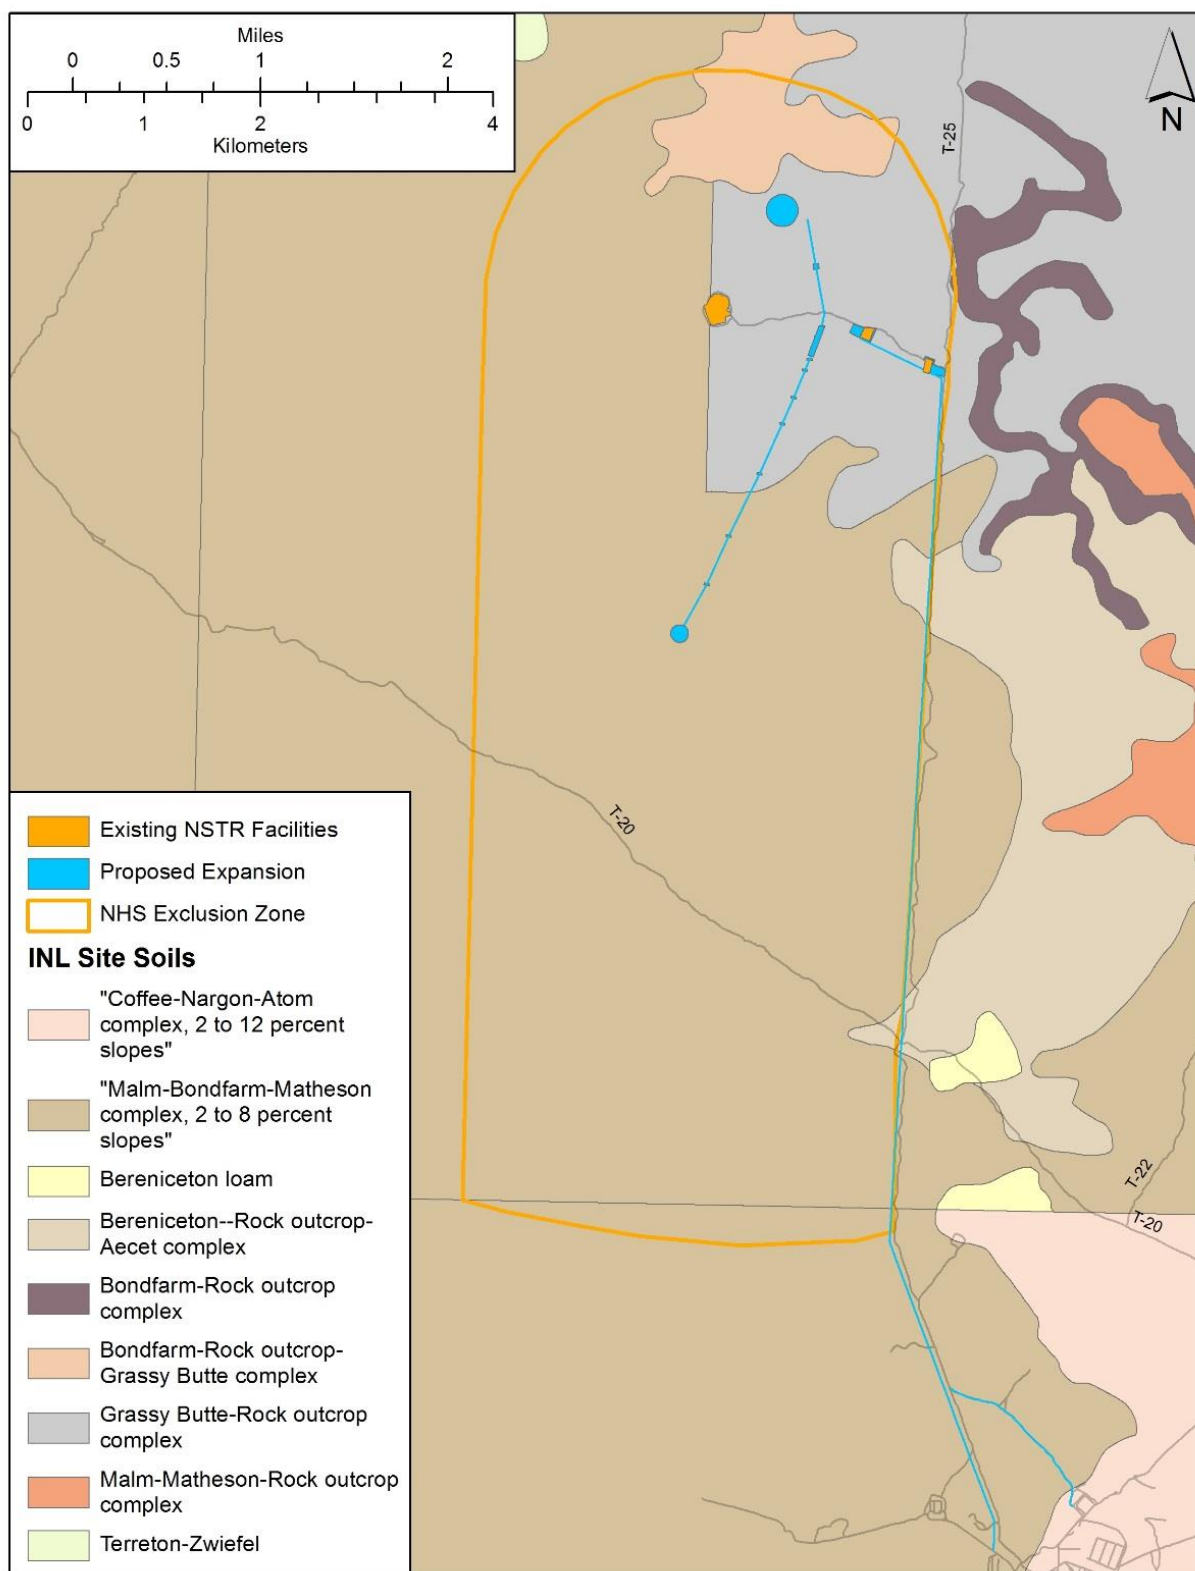 Miles
0 0.5 1 2
0 1 2 4
Kilometers
N
T-25
T-20
T-22
T-20
Existing NSTR Facilities
Proposed Expansion
NHS Exclusion Zone
INL Site Soils
"Coffee-Nargon-Atom
complex, 2 to 12 percent
slopes"
"Malm-Bondfarm-Matheson
complex, 2 to 8 percent
slopes"
Bereniceton loam
Bereniceton--Rock outcrop-
Aecet complex
Bondfarm-Rock outcrop
complex
Bondfarm-Rock outcrop-
Grassy Butte complex
Grassy Butte-Rock outcrop
complex
Malm-Matheson-Rock outcrop
complex
Terreton-Zwiefel